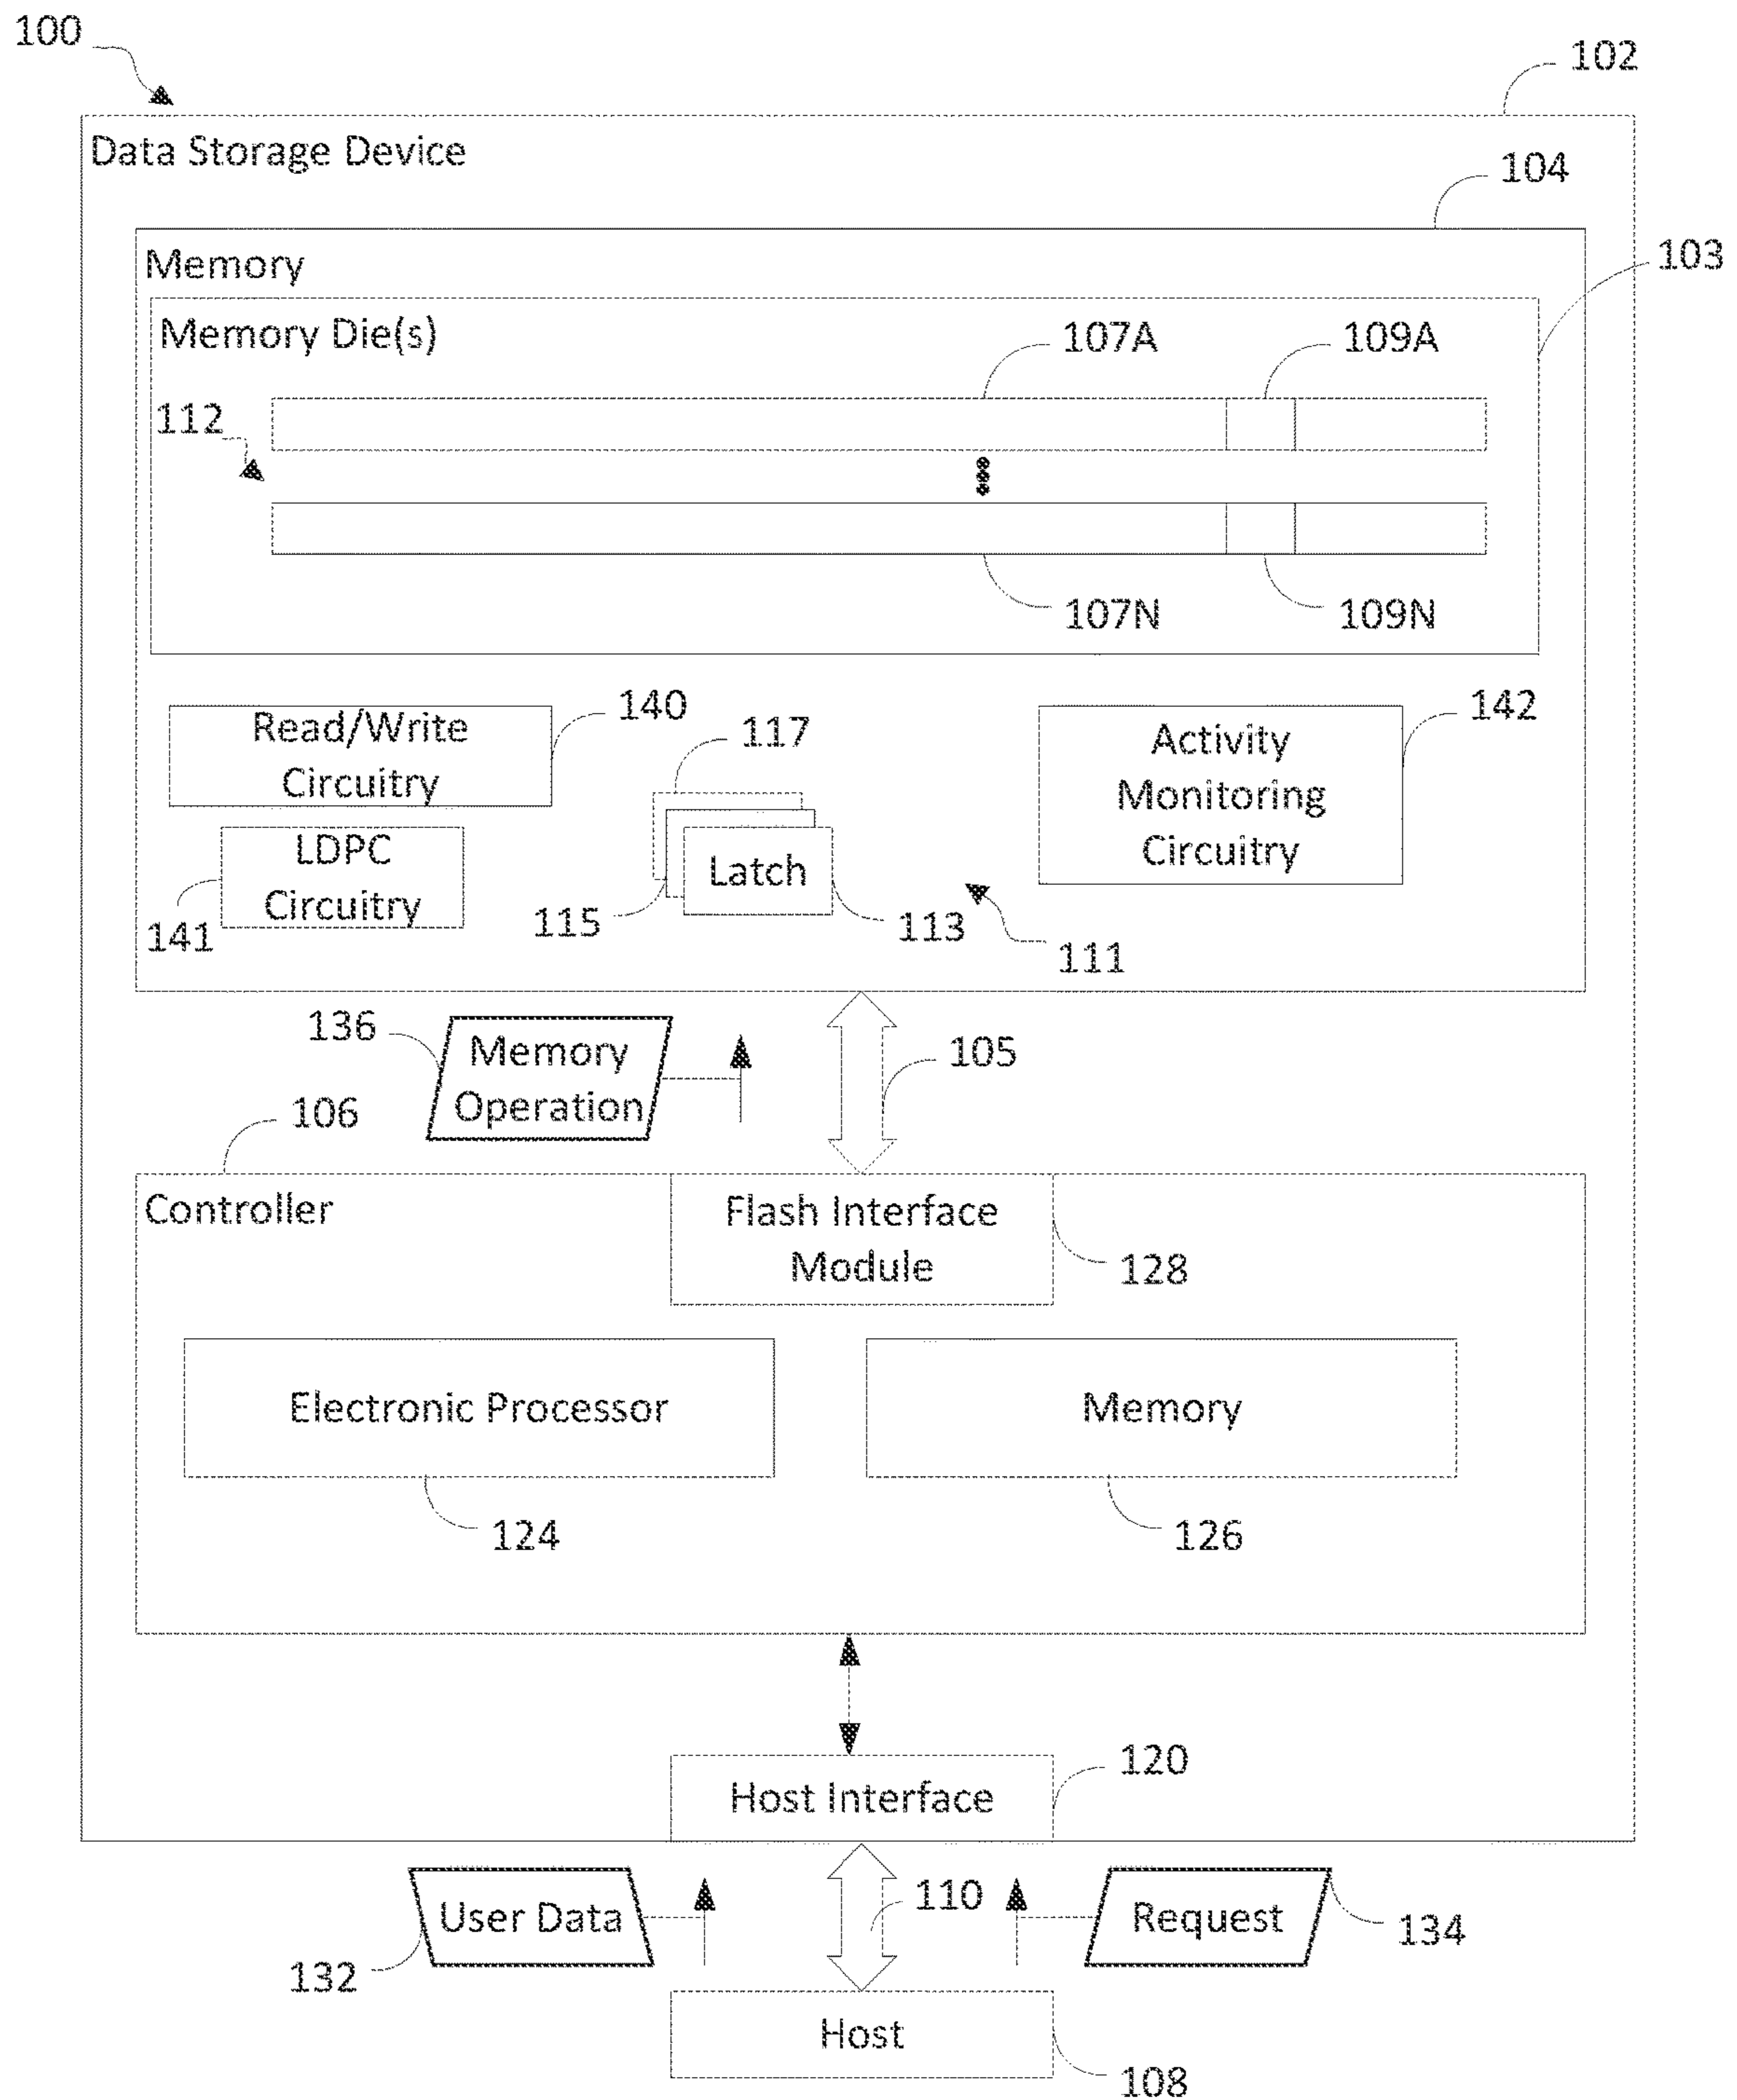 100
102
Data Storage Device
104
Memory
103
Memory Die(s)
107A
109A
112
107N
109N
Read/Write
Circuitry
140
117
Activity
Monitoring
Circuitry
142
LDPC
Circuitry
141
Latch
115
113
111
136
Memory
Operation
105
106
Controller
Flash Interface
Module
128
Electronic Processor
Memory
124
126
Host Interface
120
User Data
110
Request
132
134
Host
108